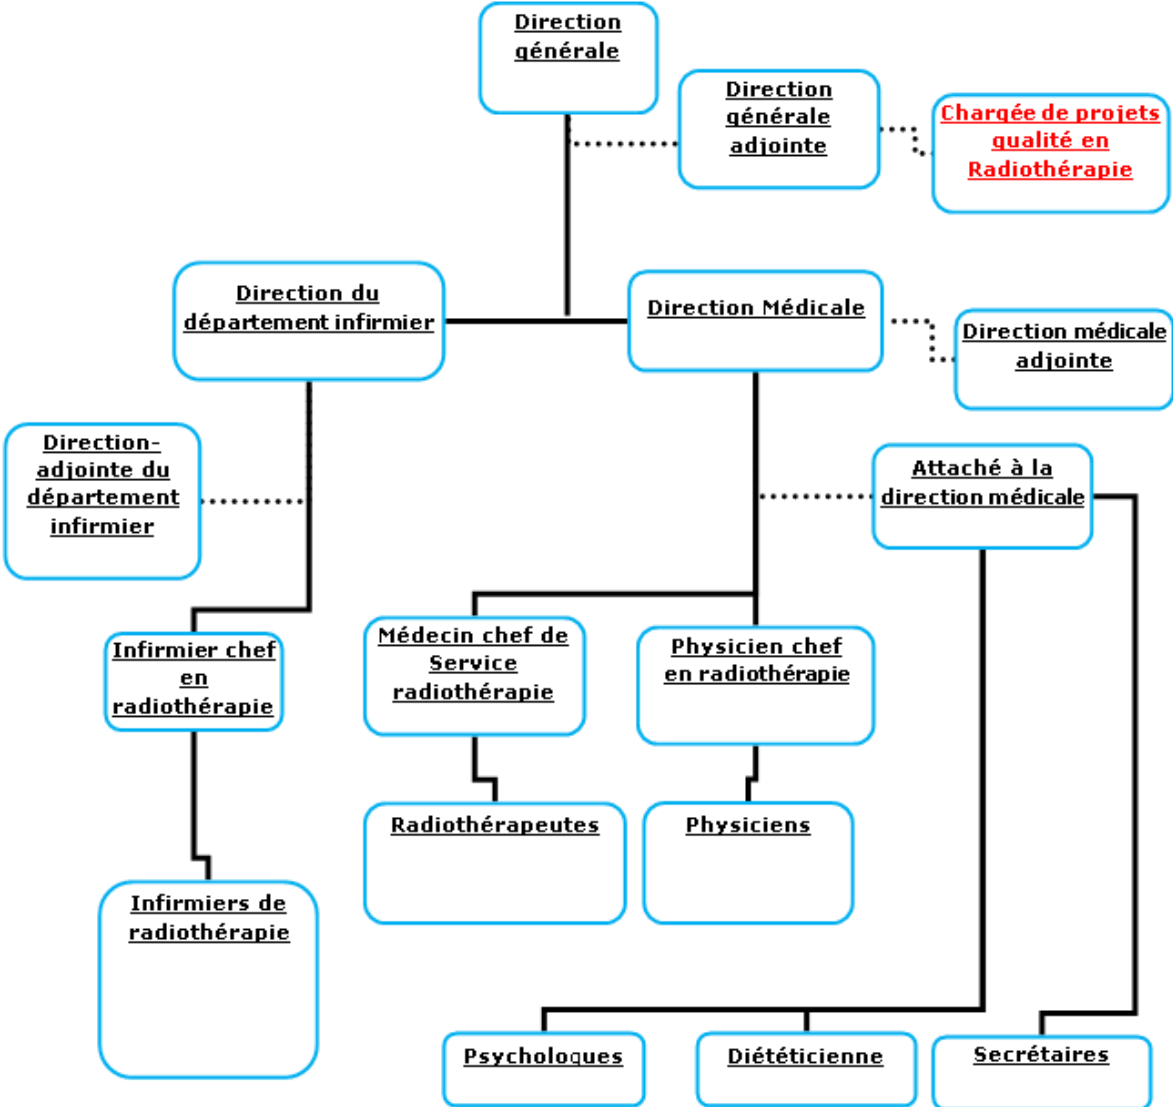 Direction
générale
Direction
générale
adjointe
Chargée de projets
qualité en
Radiothérapie
Direction du
département infirmier
Direction Médicale
Direction médicale
adjointe
Direction-
adjointe du
département
infirmier
Attaché à la
direction médicale
Infirmier chef
en
radiothérapie
Médecin chef de
Service
radiothérapie
Physicien chef
en radiothérapie
Radiothérapeutes
Physiciens
Infirmiers de
radiothérapie
Psychologues
Diététicienne
Secrétaires